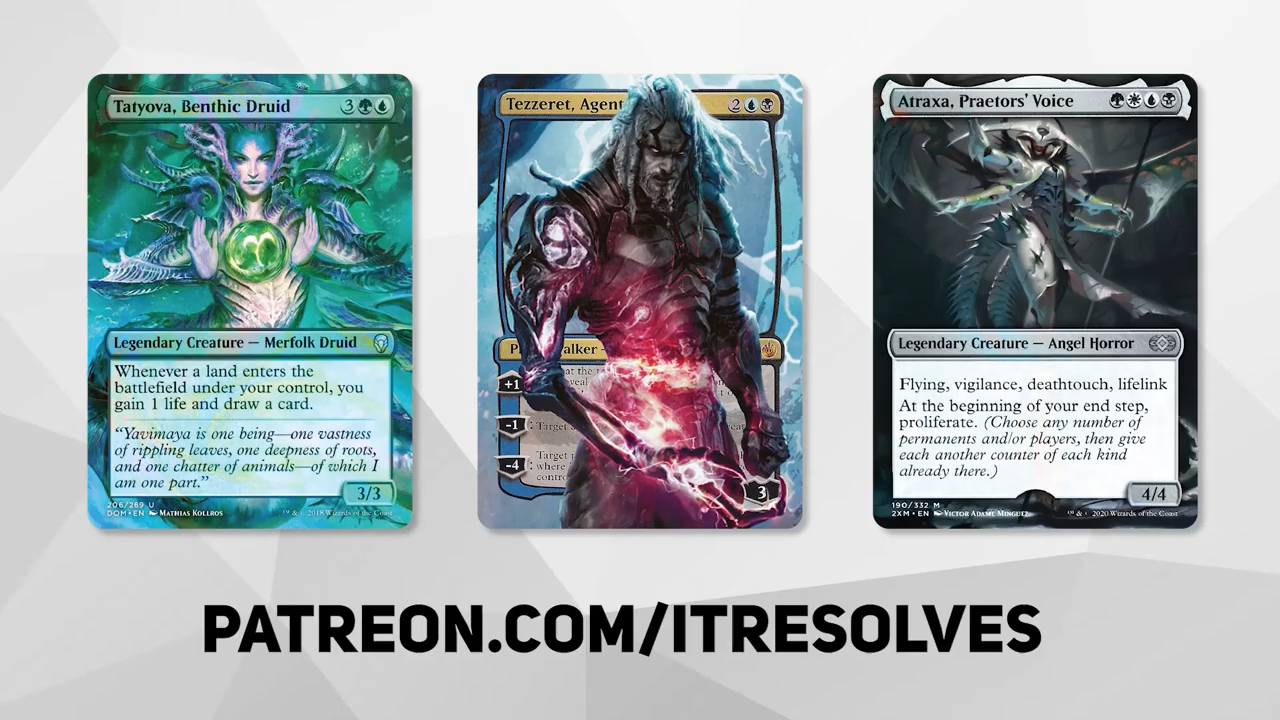 Tatyova, Benthic Druid 3
Legendary Creature — Merfolk Druid
Whenever a land enters the
battlefield under your control, you
gain 1 life and draw a card.
“Yavimaya is one being—one vastness
of rippling leaves, one deepness of roots,
and one chatter of animals—of which I
am one part.”
3/3
206/269 U
DOM • EN Mathias Kollros
™ & © 2018 Wizards of the Coast
Tezzeret, Agent 2
+1
-1 : Target
-4 Target
where
contro
3
Atraxa, Praetors’ Voice
Legendary Creature — Angel Horror
Flying, vigilance, deathtouch, lifelink
At the beginning of your end step,
proliferate. (Choose any number of
permanents and/or players, then give
each another counter of each kind
already there.)
4/4
190/332 M
2XM • EN Victor Adame Minguez
™ & © 2020 Wizards of the Coast
PATREON.COM/ITRESOLVES